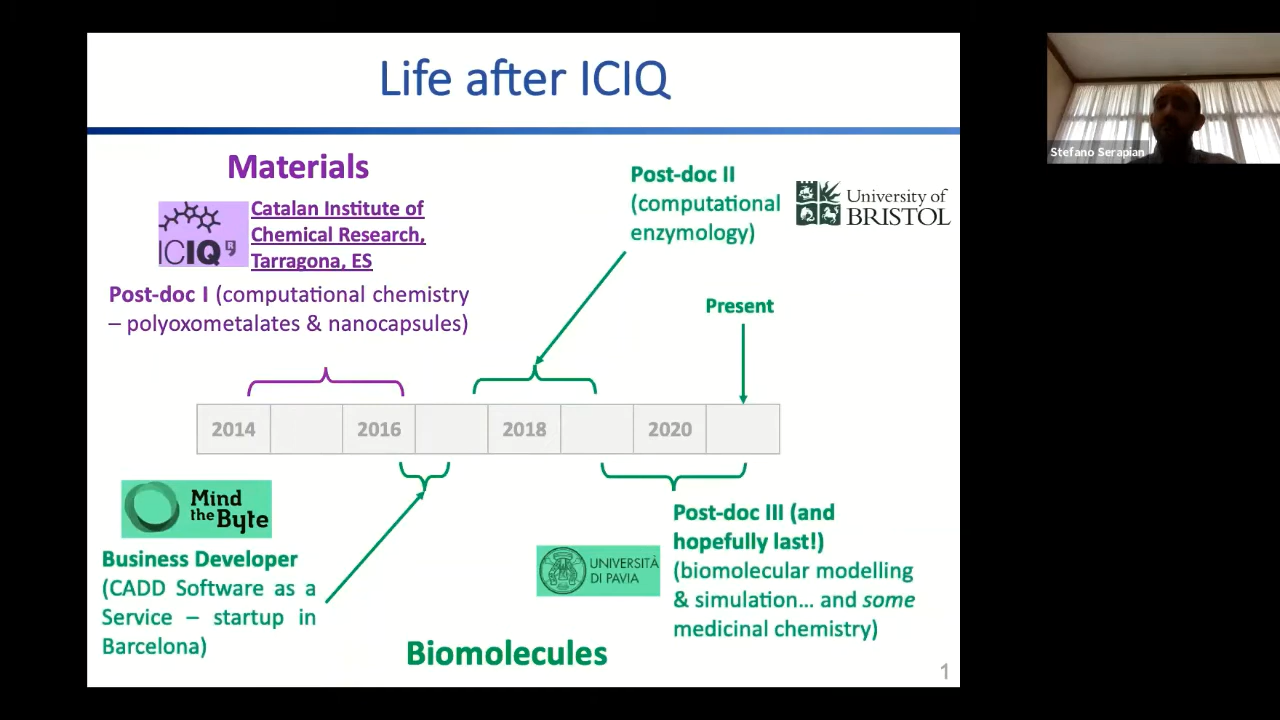 Life after ICIQ
Materials
ICIQ
Catalan Institute of
Chemical Research,
Tarragona, ES
Post-doc I (computational chemistry
– polyoxometalates & nanocapsules)
Post-doc II
(computational
enzymology)
University of
BRISTOL
Present
2014
2016
2018
2020
Mind
the Byte
Business Developer
(CADD Software as a
Service – startup in
Barcelona)
UNIVERSITÀ
DI PAVIA
Post-doc III (and
hopefully last!)
(biomolecular modelling
& simulation... and some
medicinal chemistry)
Biomolecules
1
Stefano Serapian